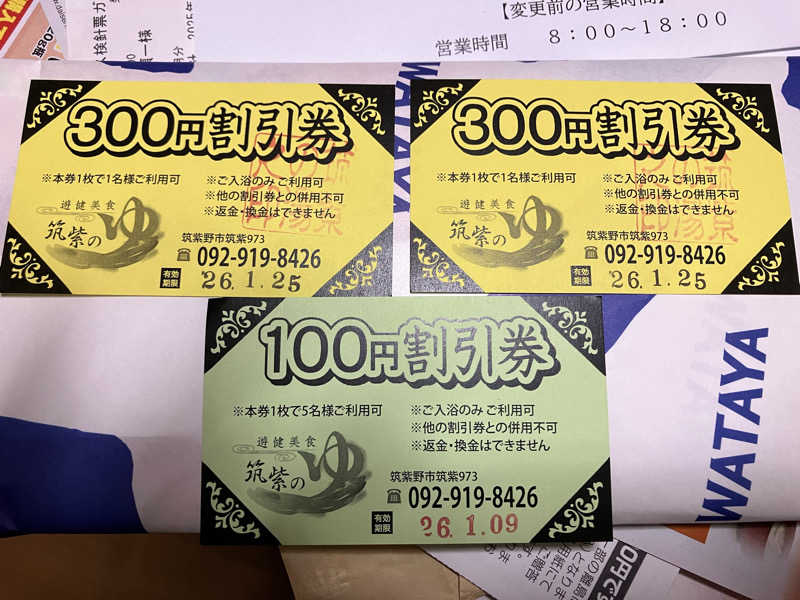 【変更前の営業時間】
営業時間 8:00~18:00
WATAYA
300円割引券
※本券1枚で1名様ご利用可
※ご入浴のみ ご利用可
※他の割引券との併用不可
※返金・換金はできません
遊健美食
筑紫のゆ
筑紫野市筑紫973
☎ 092-919-8426
有効期限 '26.1.25
300円割引券
※本券1枚で1名様ご利用可
※ご入浴のみ ご利用可
※他の割引券との併用不可
※返金・換金はできません
遊健美食
筑紫のゆ
筑紫野市筑紫973
☎ 092-919-8426
有効期限 '26.1.25
100円割引券
※本券1枚で5名様ご利用可
※ご入浴のみ ご利用可
※他の割引券との併用不可
※返金・換金はできません
遊健美食
筑紫のゆ
筑紫野市筑紫973
☎ 092-919-8426
有効期限 '26.1.09
WATAYA